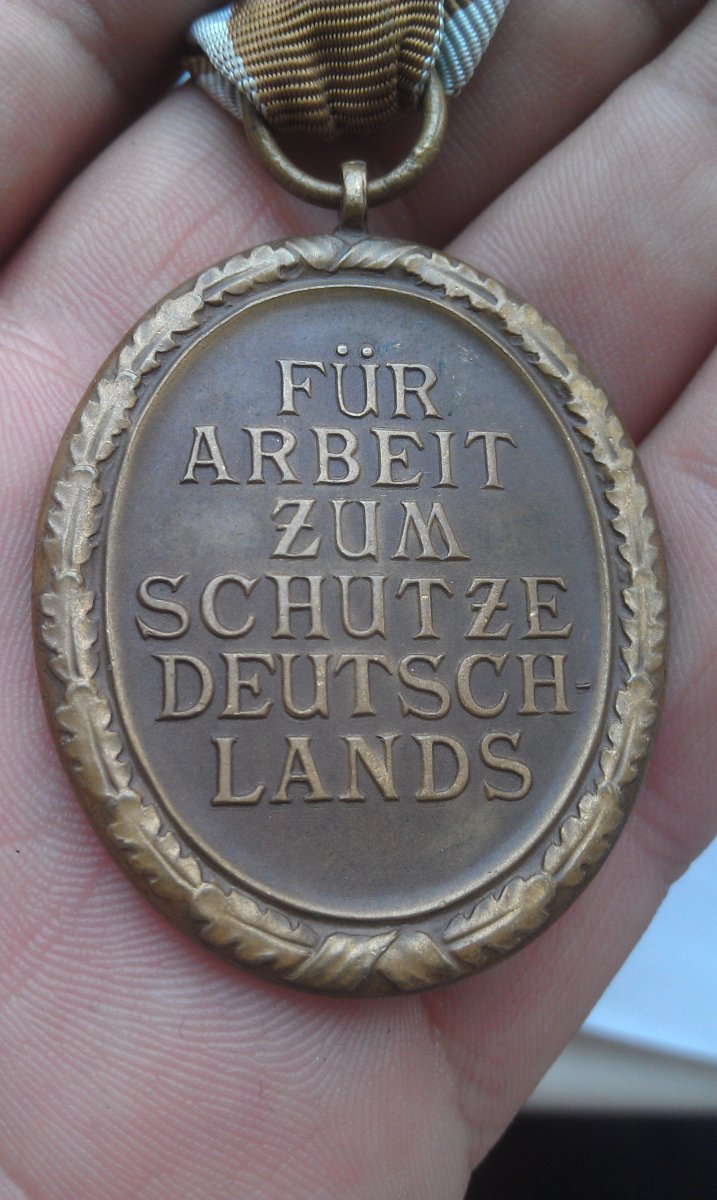 FÜR
ARBEIT
ZUM
SCHUTZE
DEUTSCH-
LANDS